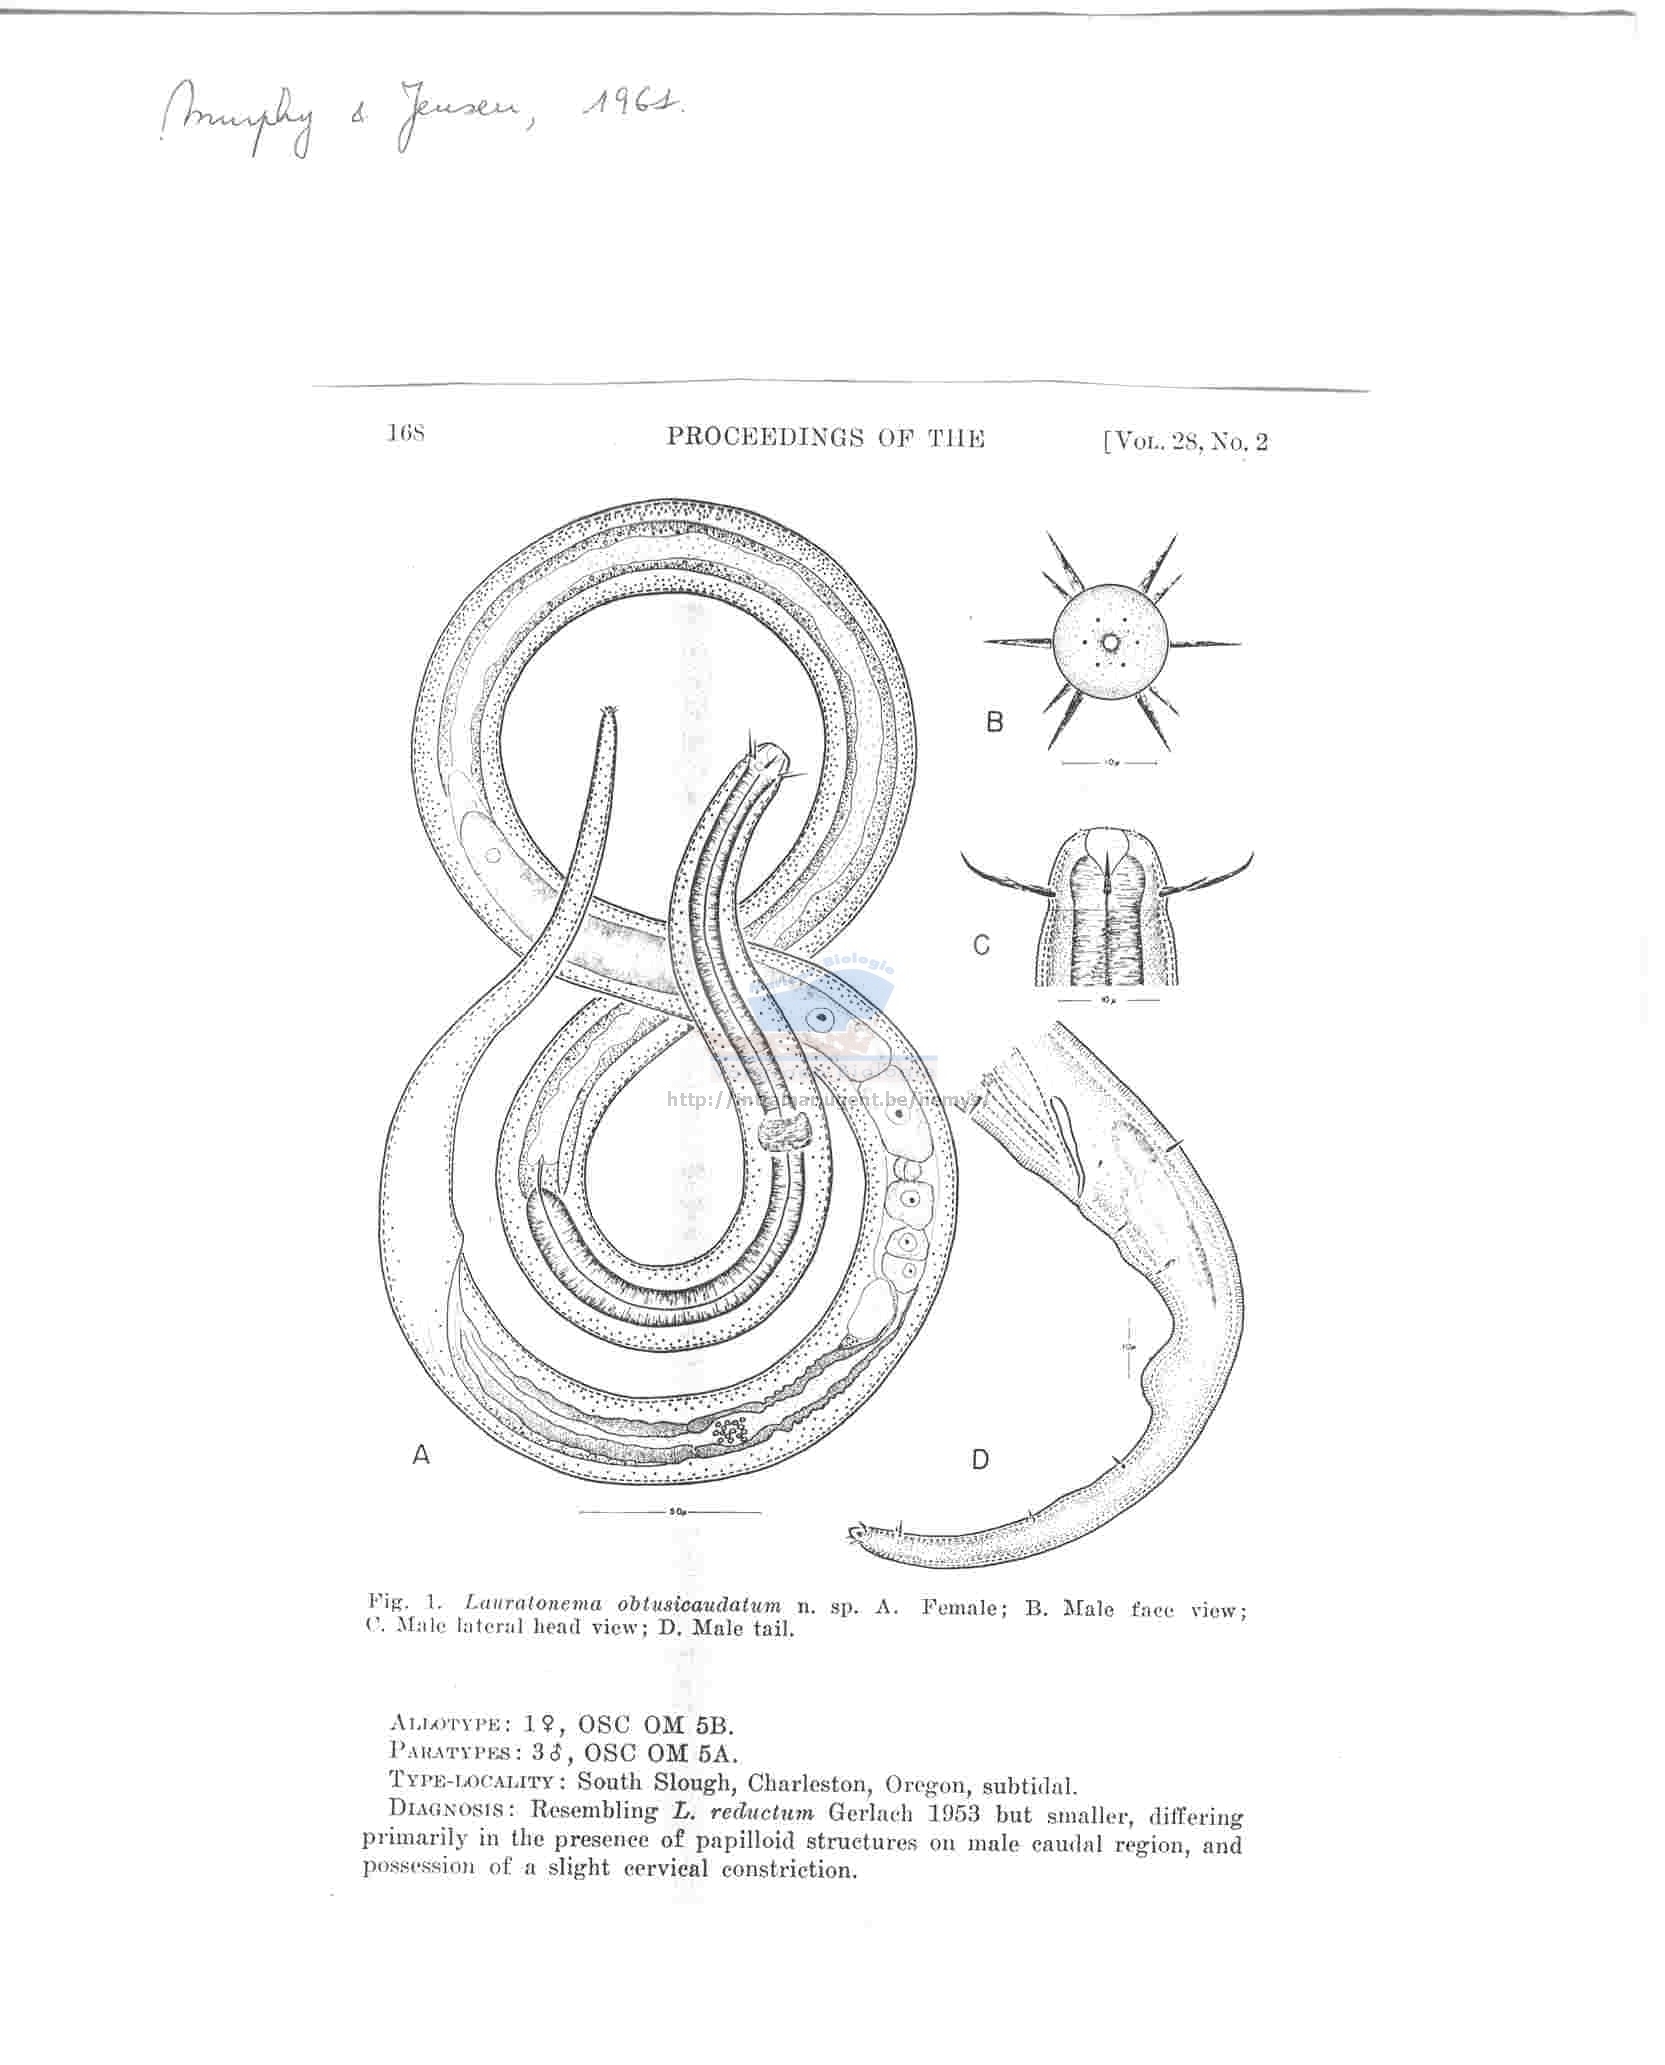 Murphy & Jensen, 1961.
168 PROCEEDINGS OF THE [VOL. 28, NO. 2
B
10µ
C
10µ
Biologie
http://intramar.ugent.be/nemys/
10µ
A
D
50µ
Fig. 1. Lauratonema obtusicaudatum n. sp. A. Female; B. Male face view;
C. Male lateral head view; D. Male tail.
ALLOTYPE: 1♀, OSC OM 5B.
PARATYPES: 3♂, OSC OM 5A.
TYPE-LOCALITY: South Slough, Charleston, Oregon, subtidal.
DIAGNOSIS: Resembling L. reductum Gerlach 1953 but smaller, differing
primarily in the presence of papilloid structures on male caudal region, and
possession of a slight cervical constriction.